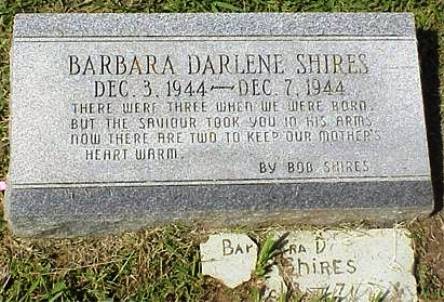 BARBARA DARLENE SHIRES
DEC. 3, 1944—DEC. 7, 1944
THERE WERE THREE WHEN WE WERE BORN.
BUT THE SAVIOUR TOOK YOU IN HIS ARMS
NOW THERE ARE TWO TO KEEP OUR MOTHER'S
HEART WARM.
BY BOB SHIRES
BARBARA D
SHIRES